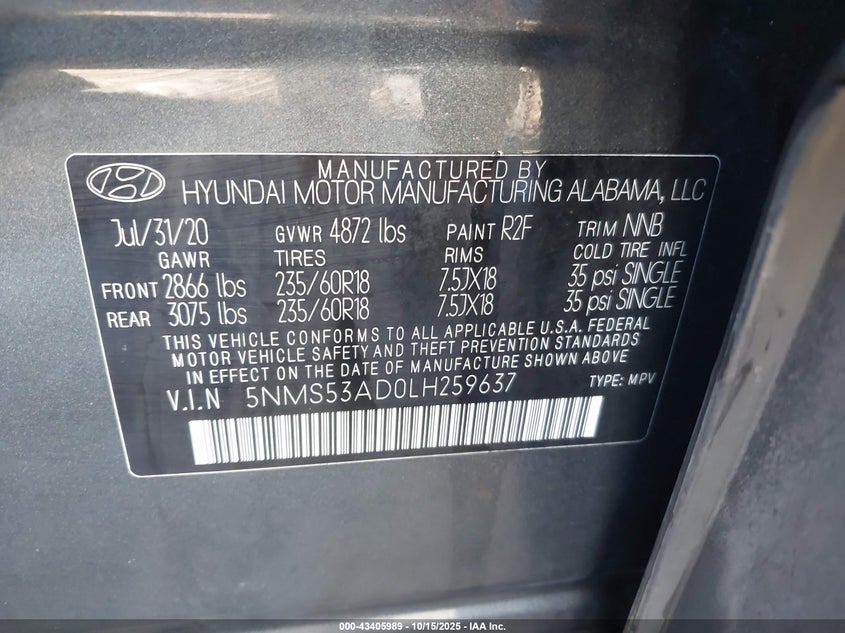 MANUFACTURED BY
HYUNDAI MOTOR MANUFACTURING ALABAMA, LLC
Jul/31/20 GVWR 4872 lbs PAINT R2F TRIM NNB
GAWR TIRES RIMS COLD TIRE INFL
FRONT 2866 lbs 235/60R18 7.5JX18 35 psi SINGLE
REAR 3075 lbs 235/60R18 7.5JX18 35 psi SINGLE
THIS VEHICLE CONFORMS TO ALL APPLICABLE U.S.A. FEDERAL
MOTOR VEHICLE SAFETY AND THEFT PREVENTION STANDARDS
IN EFFECT ON THE DATE OF MANUFACTURE SHOWN ABOVE
V.I.N 5NMS53AD0LH259637 TYPE: MPV
000-43405989 - 10/15/2025 - IAA Inc.